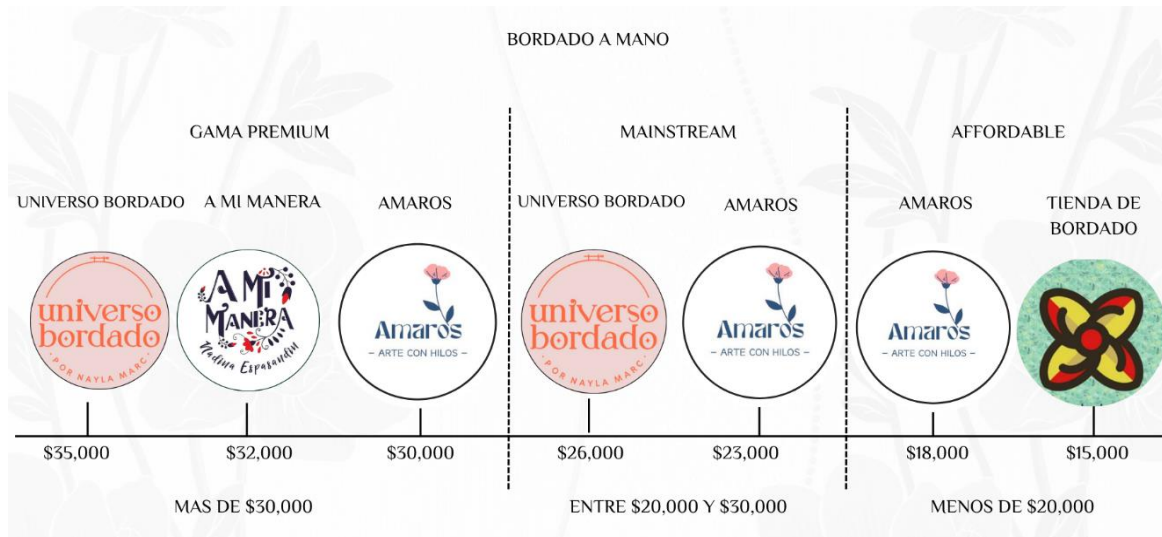 BORDADO A MANO
GAMA PREMIUM
MAINSTREAM
AFFORDABLE
UNIVERSO BORDADO
A MI MANERA
AMAROS
UNIVERSO BORDADO
AMAROS
AMAROS
TIENDA DE
BORDADO
universo
bordado
· POR NAYLA MARC ·
A Mi
MANERA
Nadina Esparandin
Amaros
– ARTE CON HILOS –
universo
bordado
· POR NAYLA MARC ·
Amaros
– ARTE CON HILOS –
Amaros
– ARTE CON HILOS –
$35,000
$32,000
$30,000
$26,000
$23,000
$18,000
$15,000
MAS DE $30,000
ENTRE $20,000 Y $30,000
MENOS DE $20,000